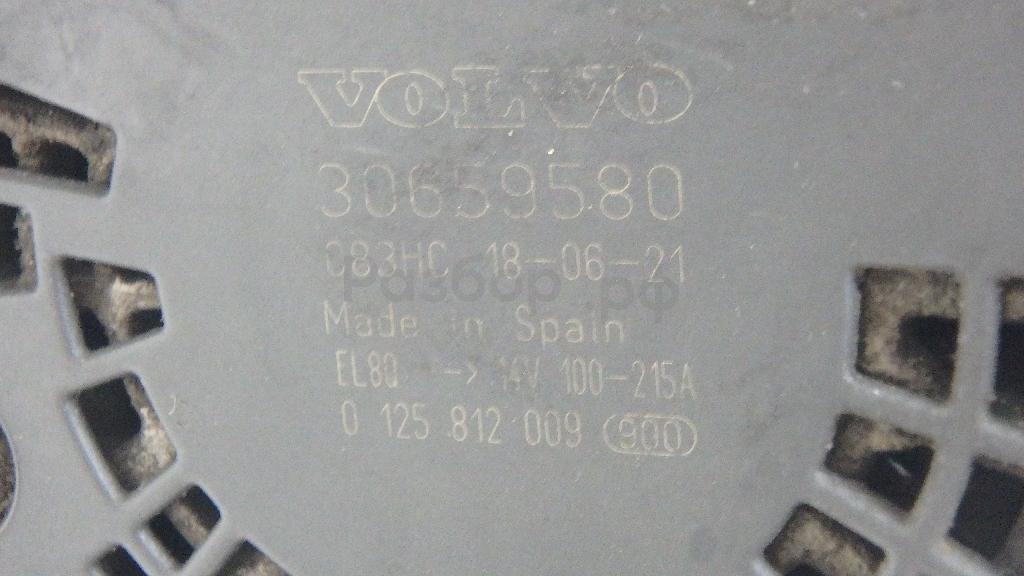 VOLVO
30659580
083HC 18-06-21
Разбор.рф
Made in Spain
EL8Q -> 14V 100-215A
0 125 812 009 900